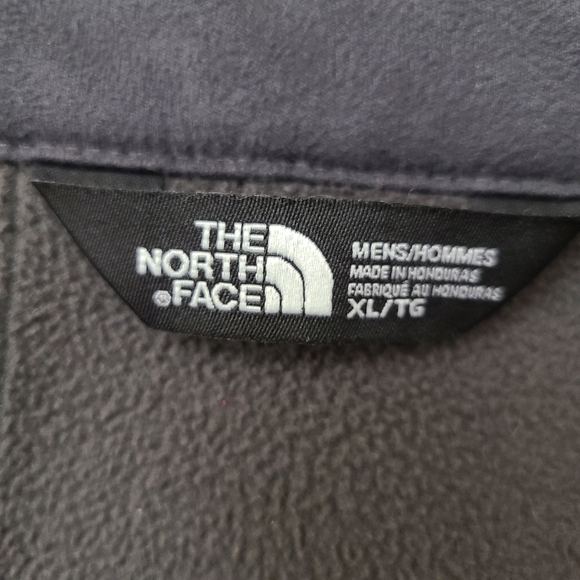 THE
NORTH
® FACE
MENS/HOMMES
MADE IN HONDURAS
FABRIQUÉ AU HONDURAS
XL/TG